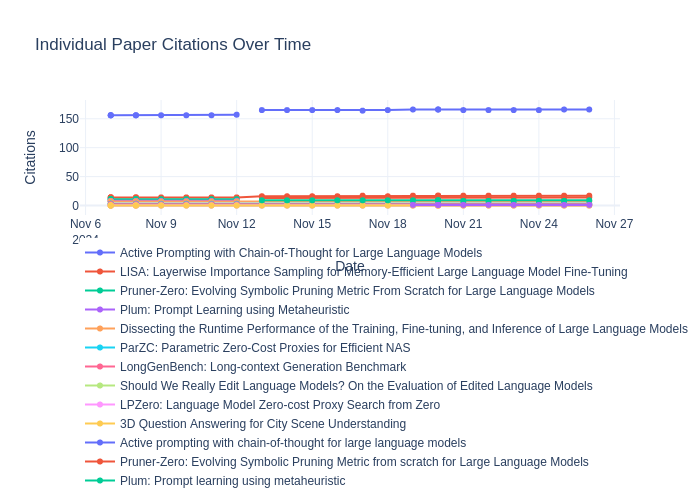 Individual Paper Citations Over Time
Citations
150
100
50
0
Nov 6 Nov 9 Nov 12 Nov 15 Nov 18 Nov 21 Nov 24 Nov 27
2024
Date
Active Prompting with Chain-of-Thought for Large Language Models
LISA: Layerwise Importance Sampling for Memory-Efficient Large Language Model Fine-Tuning
Pruner-Zero: Evolving Symbolic Pruning Metric From Scratch for Large Language Models
Plum: Prompt Learning using Metaheuristic
Dissecting the Runtime Performance of the Training, Fine-tuning, and Inference of Large Language Models
ParZC: Parametric Zero-Cost Proxies for Efficient NAS
LongGenBench: Long-context Generation Benchmark
Should We Really Edit Language Models? On the Evaluation of Edited Language Models
LPZero: Language Model Zero-cost Proxy Search from Zero
3D Question Answering for City Scene Understanding
Active prompting with chain-of-thought for large language models
Pruner-Zero: Evolving Symbolic Pruning Metric from scratch for Large Language Models
Plum: Prompt learning using metaheuristic